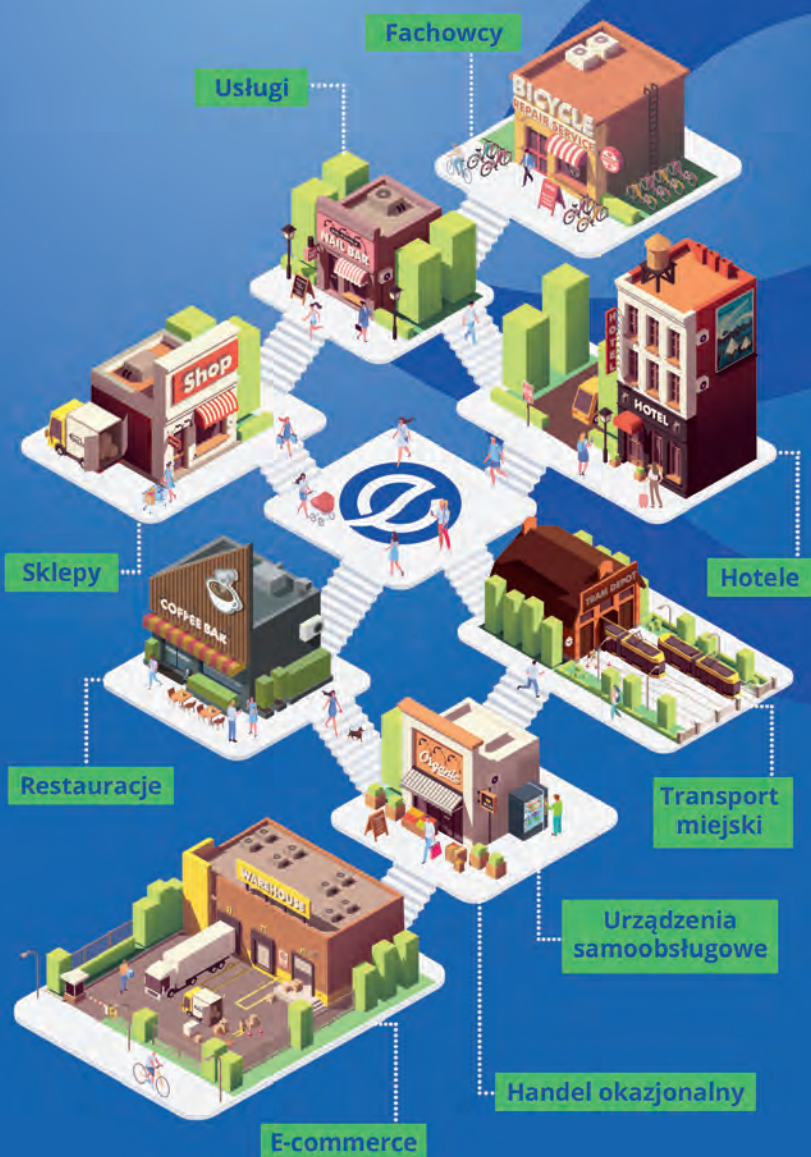 Fachowcy
Usługi
BICYCLE
REPAIR SERVICE
NAIL BAR
Shop
HOTEL
HOTEL
Sklepy
Hotele
COFFEE BAR
TRAM DEPOT
Restauracje
Organic
Transport
miejski
WAREHOUSE
Urządzenia
samoobsługowe
Handel okazjonalny
E-commerce